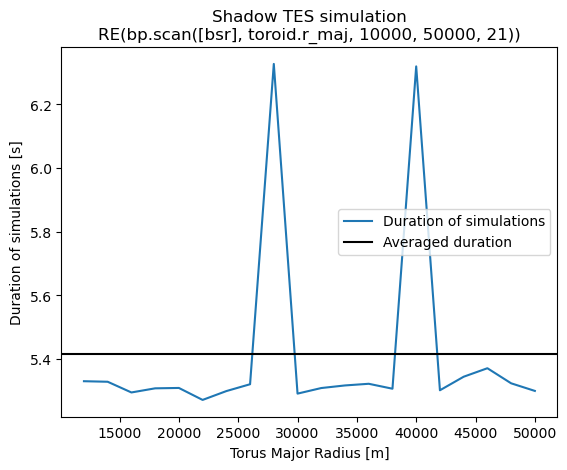 Shadow TES simulation
RE(bp.scan([bsr], toroid.r_maj, 10000, 50000, 21))
6.2
6.0
5.8
5.6
5.4
Duration of simulations [s]
Duration of simulations
Averaged duration
15000 20000 25000 30000 35000 40000 45000 50000
Torus Major Radius [m]